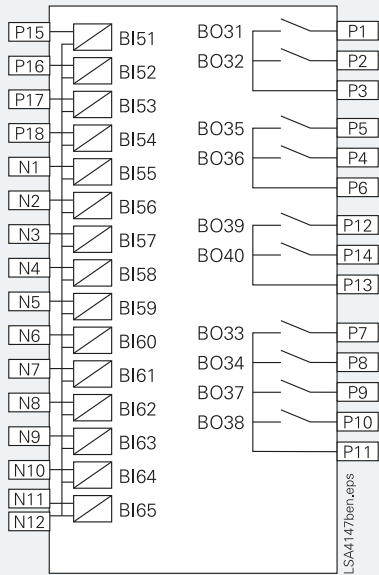 P15 BI51 BO31 P1
P16 BI52 BO32 P2
P17 BI53 P3
P18 BI54 BO35 P5
N1 BI55 BO36 P4
N2 BI56 P6
N3 BI57 BO39 P12
N4 BI58 BO40 P14
N5 BI59 P13
N6 BI60 BO33 P7
N7 BI61 BO34 P8
N8 BI62 BO37 P9
N9 BI63 BO38 P10
N10 BI64 P11
N11 BI65
N12
LSA4147ben.eps